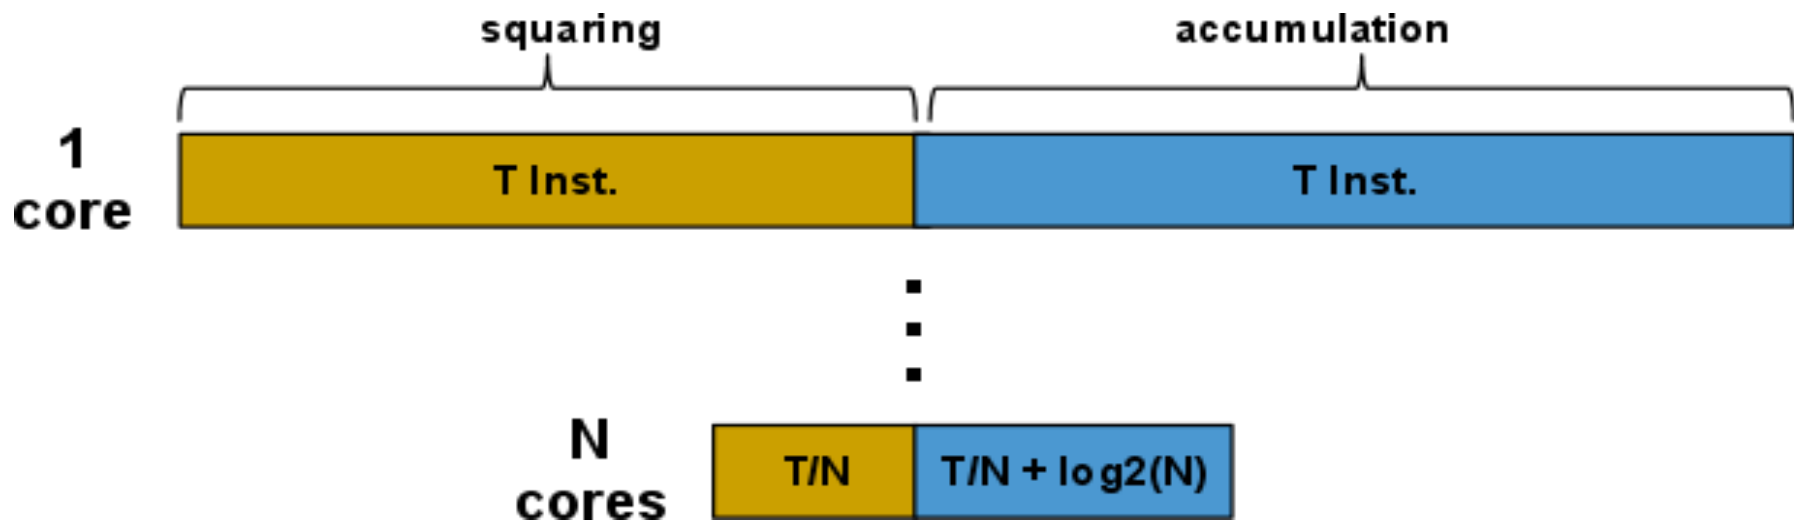 squaring
accumulation
1
core
T Inst.
T Inst.
N
cores
T/N
T/N + log2(N)